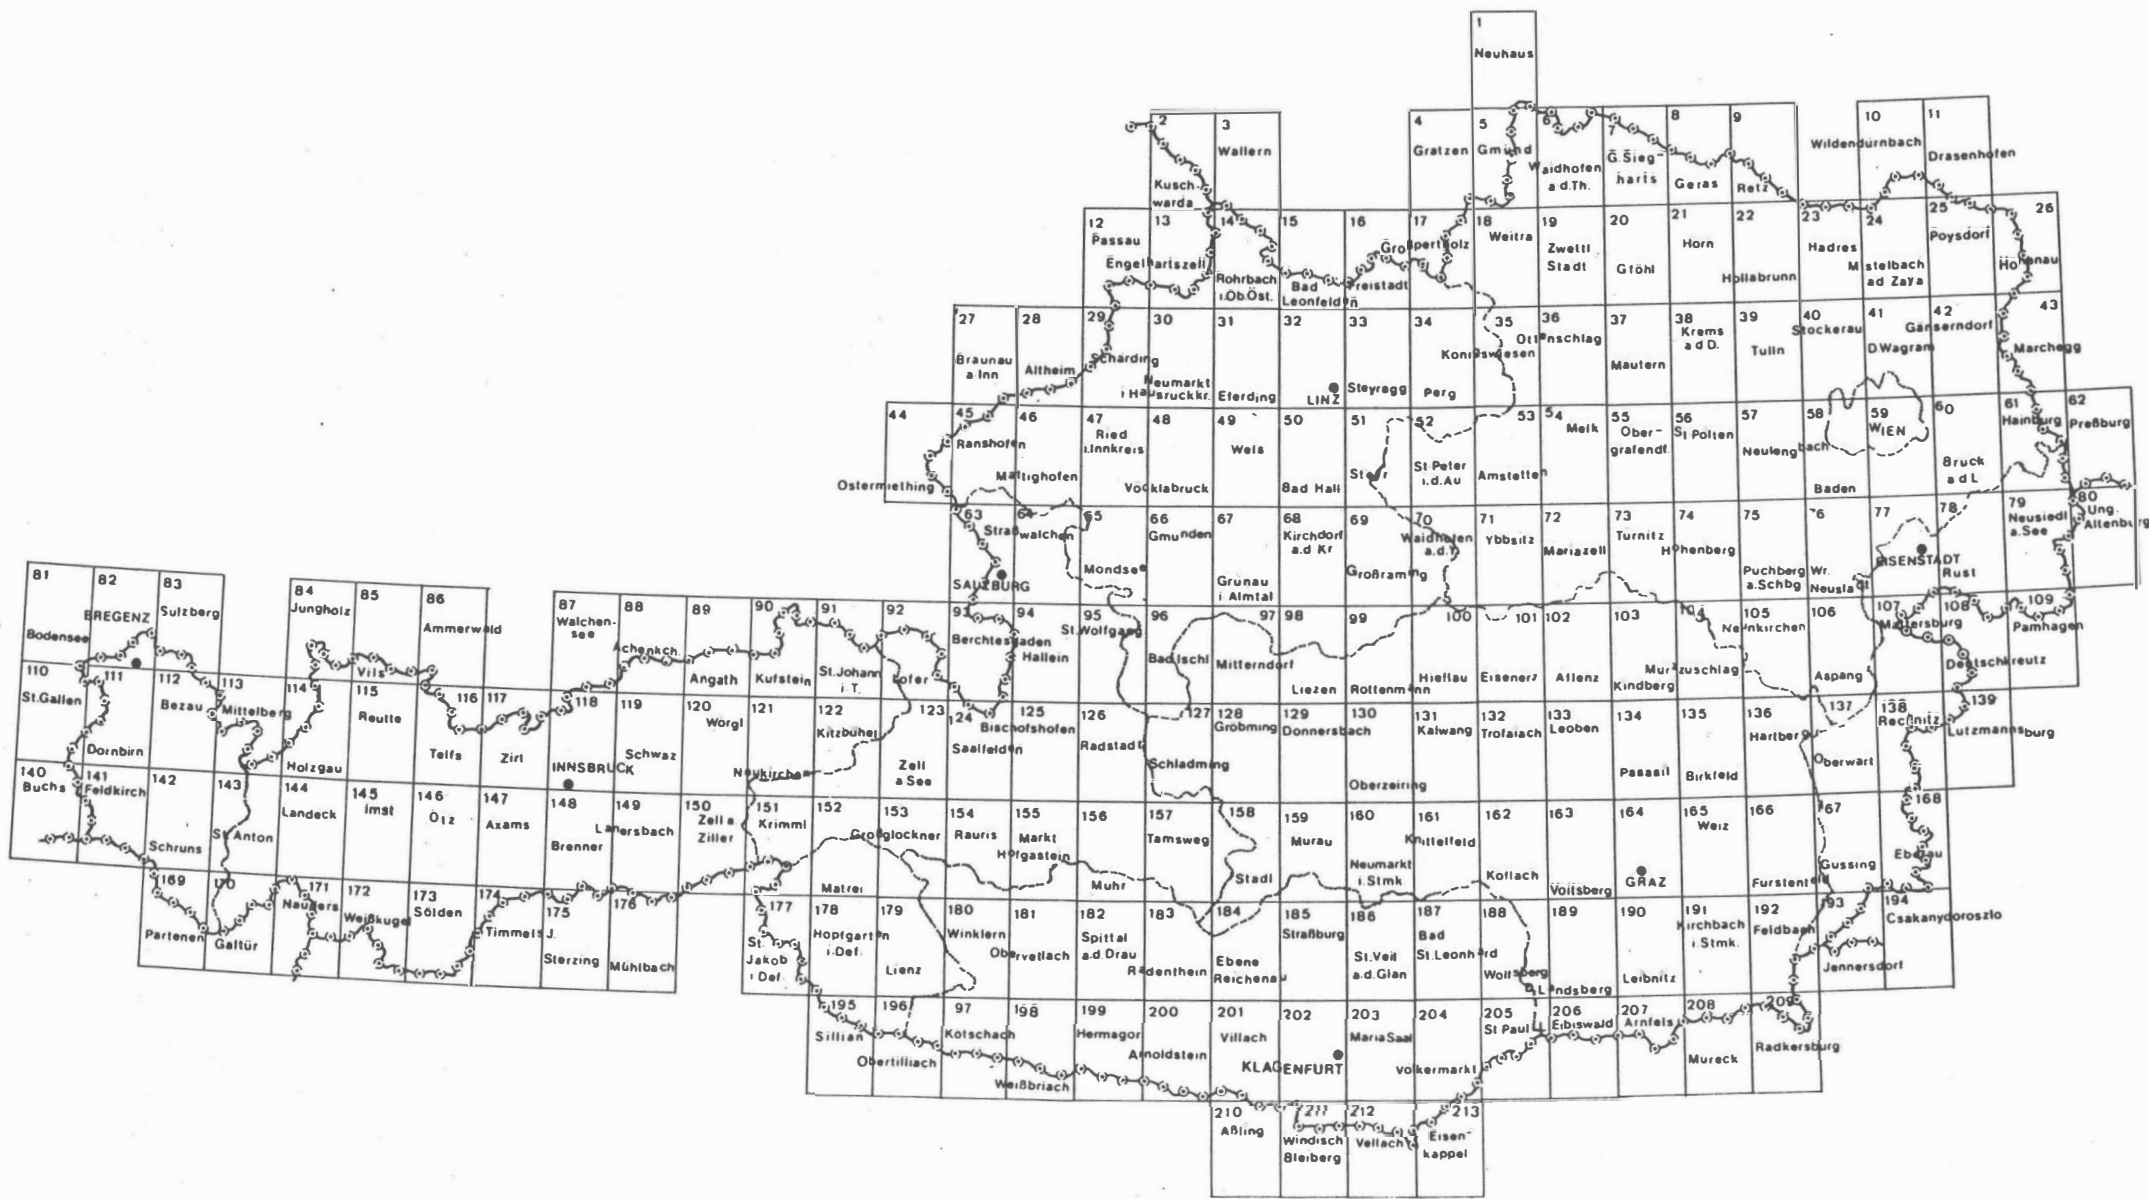 1
Neuhaus
2
Kusch-
warda
3
Wallern
4
Gratzen
5
Gmünd
6
Waidhofen
a.d.Th.
7
G.Sieg-
harts
8
Geras
9
Retz
10
Wildendürnbach
11
Drasenhofen
12
Passau
13
Engelhartszell
14
Rohrbach
i.Ob.Öst.
15
Bad
Leonfelden
16
Freistadt
17
Großpertholz
18
Weitra
19
Zwettl
Stadt
20
Gföhl
21
Horn
22
Hollabrunn
23
Hadres
24
Mistelbach
ad Zaya
25
Poysdorf
26
Hohenau
27
Braunau
a Inn
28
Altheim
29
Schärding
30
Neumarkt
i Hausruckkr.
31
Eferding
32
LINZ
33
Steyregg
34
Perg
35
Königswiesen
36
Ottenschlag
37
Mautern
38
Krems
a d D.
39
Tulln
40
Stockerau
41
D.Wagram
42
Gänserndorf
43
Marchegg
44
Ostermiething
45
Ranshofen
46
Mattighofen
47
Ried
i.Innkreis
48
Vöcklabruck
49
Wels
50
Bad Hall
51
Steyr
52
St Peter
i.d.Au
53
Amstetten
54
Melk
55
Ober-
grafendf.
56
St Pölten
57
Neulengbach
58
Baden
59
WIEN
60
Bruck
a d L
61
Hainburg
62
Preßburg
63
SALZBURG
64
Straßwalchen
65
Mondsee
66
Gmunden
67
Grunau
i Almtal
68
Kirchdorf
a.d Kr
69
Großraming
70
Waidhofen
a.d.Y.
71
Ybbsitz
72
Mariazell
73
Turnitz
74
Hohenberg
75
Puchberg
a.Schbg
76
Wr.
Neustadt
77
EISENSTADT
78
Rust
79
Neusiedl
a.See
80
Ung.
Altenburg
81
Bodensee
82
BREGENZ
83
Sulzberg
84
Jungholz
85
Vils
86
Ammerwald
87
Walchen-
see
88
Achenkch.
89
Angath
90
Kufstein
91
St.Johann
i.T.
92
Lofer
93
Berchtesgaden
94
Hallein
95
St.Wolfgang
96
Bad Ischl
97
Mitterndorf
98
Liezen
99
Rottenmann
100
Hieflau
101
Eisenerz
102
Aflenz
103
Kindberg
104
Mürzzuschlag
105
Neunkirchen
106
Aspang
107
Mattersburg
108
Deutschkreutz
109
Pamhagen
110
St.Gallen
111
Dornbirn
112
Bezau
113
Mittelberg
114
Holzgau
115
Reutte
116
Telfs
117
Zirl
118
INNSBRUCK
119
Schwaz
120
Wörgl
121
Neukirchen
122
Kitzbühel
123
Zell
a See
124
Saalfelden
125
Bischofshofen
126
Radstadt
127
Schladming
128
Gröbming
129
Donnersbach
130
Oberzeiring
131
Kalwang
132
Trofaiach
133
Leoben
134
Passail
135
Birkfeld
136
Hartberg
137
Oberwart
138
Rechnitz
139
Lutzmannsburg
140
Buchs
141
Feldkirch
142
Schruns
143
St.Anton
144
Landeck
145
Imst
146
Ötz
147
Axams
148
Brenner
149
Lanersbach
150
Zell a
Ziller
151
Krimml
152
Matrei
153
Großglockner
154
Rauris
155
Markt
Hofgastein
156
Muhr
157
Tamsweg
158
Stadl
159
Murau
160
Neumarkt
i.Stmk
161
Knittelfeld
162
Köflach
163
Voitsberg
164
GRAZ
165
Weiz
166
Fürstenfeld
167
Güssing
168
Eberau
169
Partenen
170
Galtür
171
Nauders
172
Weißkugel
173
Sölden
174
Timmels J.
175
Sterzing
176
Mühlbach
177
St.
Jakob
i Def.
178
Hopfgarten
i.Def.
179
Lienz
180
Winklern
181
Obervellach
182
Spittal
a.d.Drau
183
Radenthein
184
Ebene
Reichenau
185
Straßburg
186
St.Veit
a.d.Glan
187
Bad
St.Leonhard
188
Wolfsberg
189
D.Landsberg
190
Leibnitz
191
Kirchbach
i.Stmk.
192
Feldbach
193
Jennersdorf
194
Csakanydoroszlo
195
Sillian
196
Obertilliach
197
Kötschach
198
Weißbriach
199
Hermagor
200
Arnoldstein
201
Villach
202
KLAGENFURT
203
Maria Saal
204
Völkermarkt
205
St Paul
206
Eibiswald
207
Arnfels
208
Mureck
209
Radkersburg
210
Aßling
211
Windisch
Bleiberg
212
Vellach
213
Eisen-
kappel